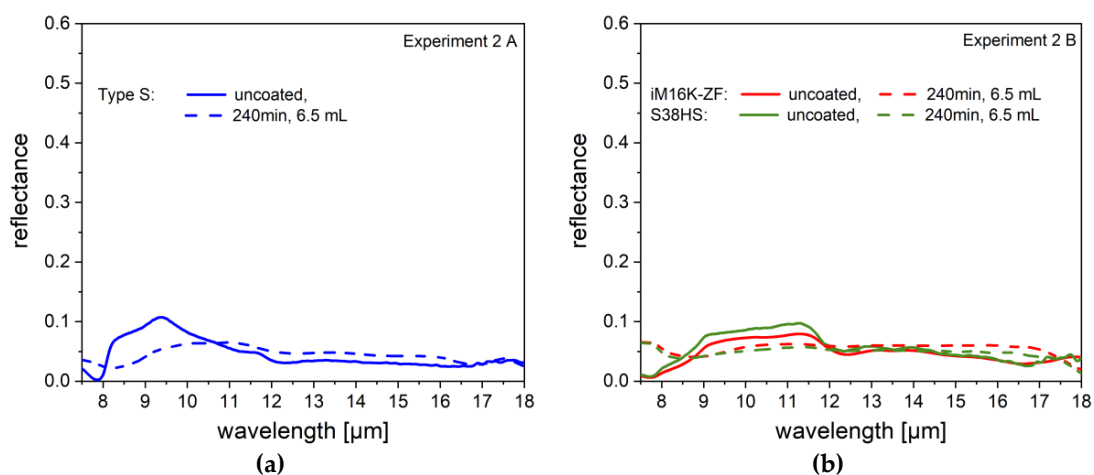 Experiment 2 A
Type S: uncoated,
240min, 6.5 mL
reflectance
0.6
0.5
0.4
0.3
0.2
0.1
0.0
8 9 10 11 12 13 14 15 16 17 18
wavelength [µm]
(a)
Experiment 2 B
iM16K-ZF: uncoated, 240min, 6.5 mL
S38HS: uncoated, 240min, 6.5 mL
reflectance
0.6
0.5
0.4
0.3
0.2
0.1
0.0
8 9 10 11 12 13 14 15 16 17 18
wavelength [µm]
(b)